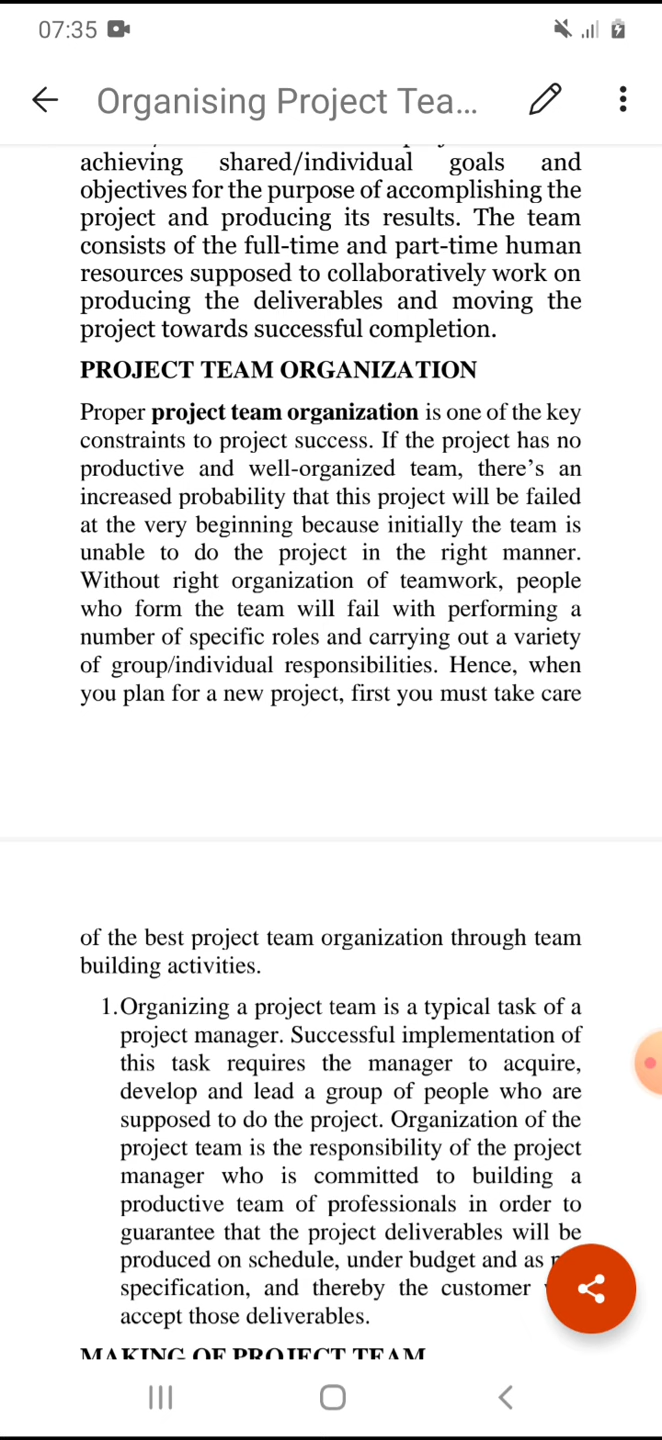 07:35
Organising Project Tea...
achieving shared/individual goals and
objectives for the purpose of accomplishing the
project and producing its results. The team
consists of the full-time and part-time human
resources supposed to collaboratively work on
producing the deliverables and moving the
project towards successful completion.
PROJECT TEAM ORGANIZATION
Proper project team organization is one of the key
constraints to project success. If the project has no
productive and well-organized team, there's an
increased probability that this project will be failed
at the very beginning because initially the team is
unable to do the project in the right manner.
Without right organization of teamwork, people
who form the team will fail with performing a
number of specific roles and carrying out a variety
of group/individual responsibilities. Hence, when
you plan for a new project, first you must take care
of the best project team organization through team
building activities.
1.Organizing a project team is a typical task of a
project manager. Successful implementation of
this task requires the manager to acquire,
develop and lead a group of people who are
supposed to do the project. Organization of the
project team is the responsibility of the project
manager who is committed to building a
productive team of professionals in order to
guarantee that the project deliverables will be
produced on schedule, under budget and as
specification, and thereby the customer
accept those deliverables.
MAKING OF PROJECT TEAM